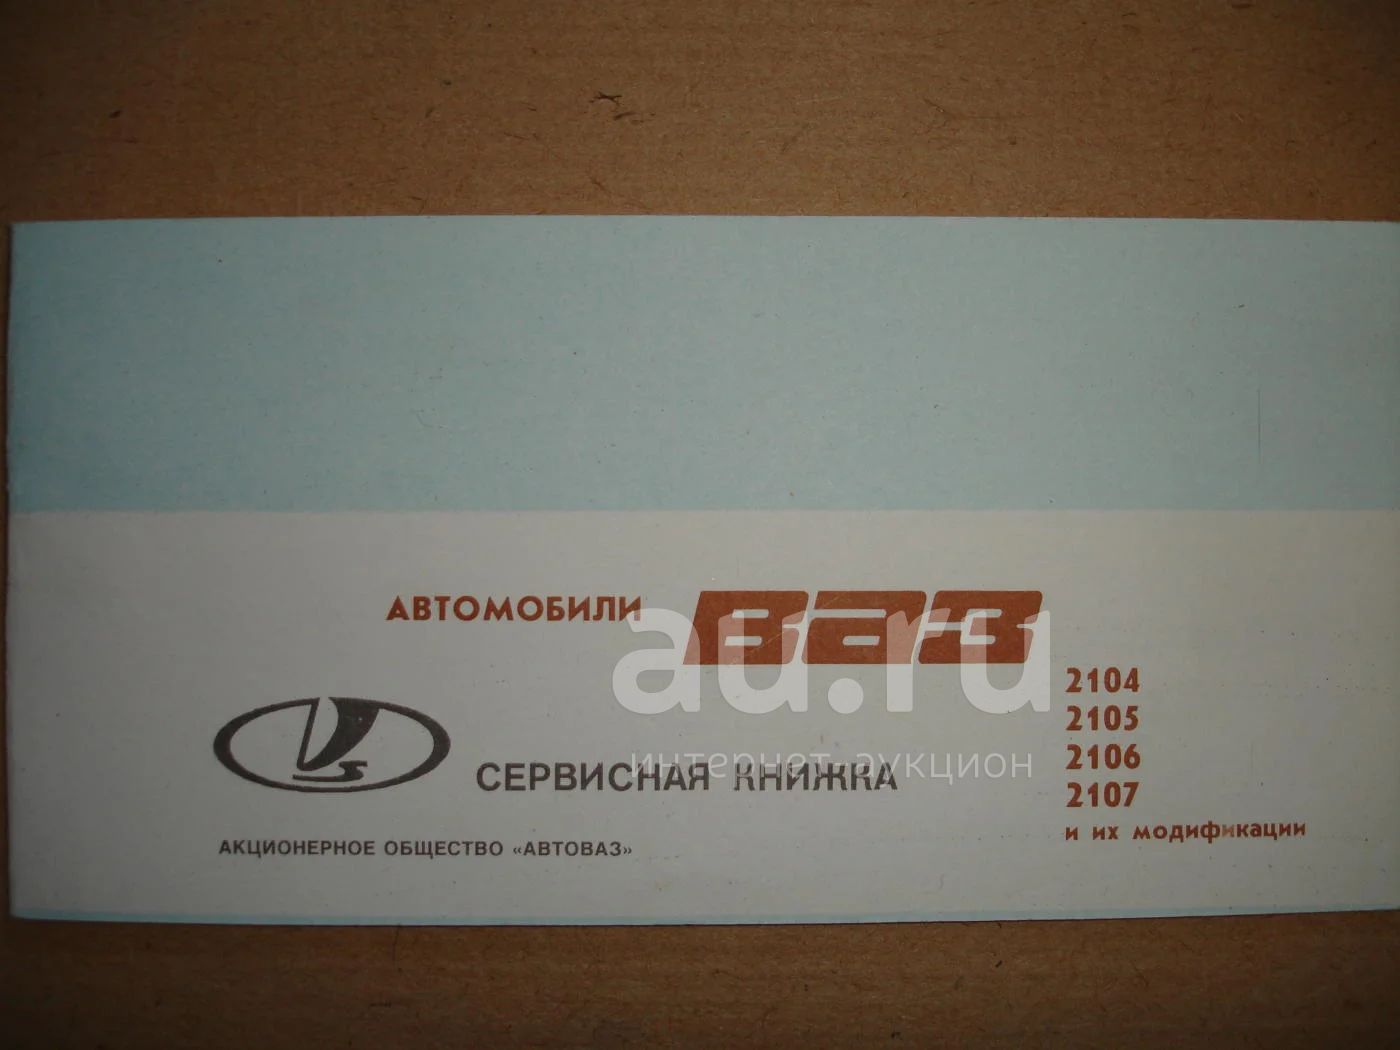 АВТОМОБИЛИ ВАЗ
au.ru
интернет-аукцион
2104
2105
2106
2107
и их модификации
СЕРВИСНАЯ КНИЖКА
АКЦИОНЕРНОЕ ОБЩЕСТВО «АВТОВАЗ»